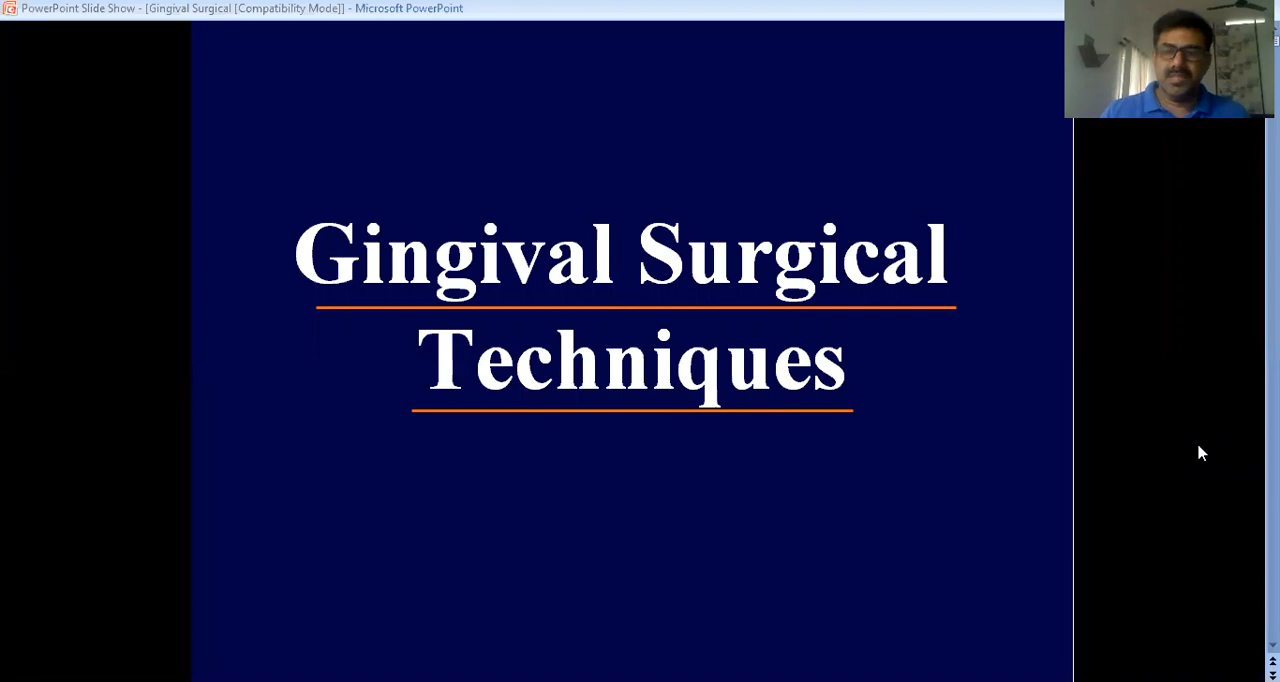 PowerPoint Slide Show - [Gingival Surgical [Compatibility Mode]] - Microsoft PowerPoint
Gingival Surgical
Techniques